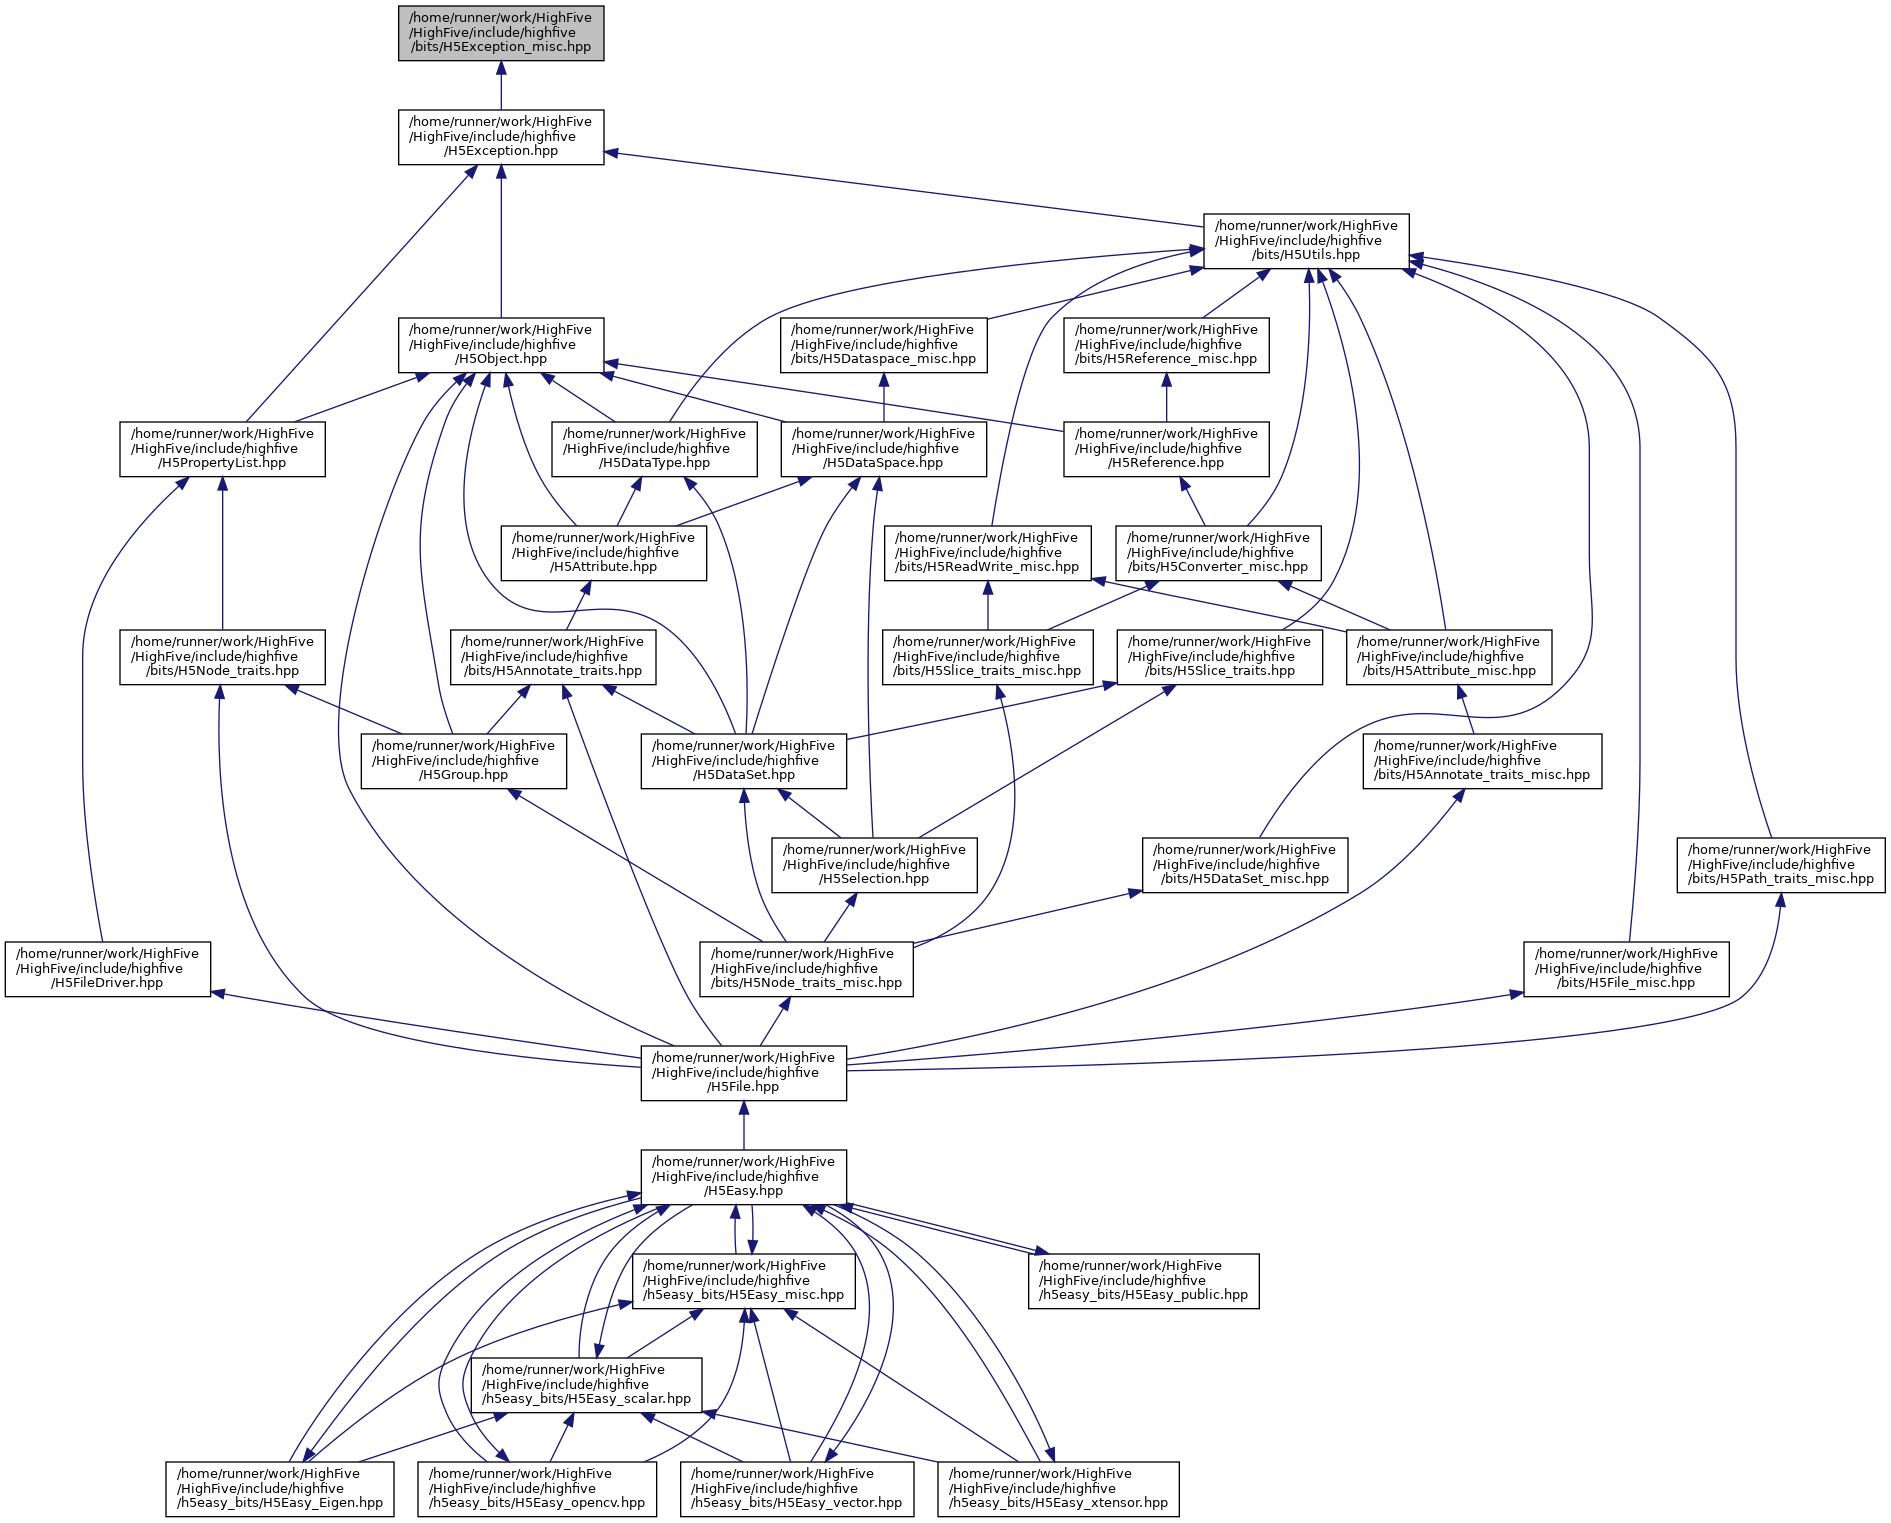 /home/runner/work/HighFive
/HighFive/include/highfive
/bits/H5Exception_misc.hpp
/home/runner/work/HighFive
/HighFive/include/highfive
/H5Exception.hpp
/home/runner/work/HighFive
/HighFive/include/highfive
/bits/H5Utils.hpp
/home/runner/work/HighFive
/HighFive/include/highfive
/H5Object.hpp
/home/runner/work/HighFive
/HighFive/include/highfive
/bits/H5Dataspace_misc.hpp
/home/runner/work/HighFive
/HighFive/include/highfive
/bits/H5Reference_misc.hpp
/home/runner/work/HighFive
/HighFive/include/highfive
/H5PropertyList.hpp
/home/runner/work/HighFive
/HighFive/include/highfive
/H5DataType.hpp
/home/runner/work/HighFive
/HighFive/include/highfive
/H5DataSpace.hpp
/home/runner/work/HighFive
/HighFive/include/highfive
/H5Reference.hpp
/home/runner/work/HighFive
/HighFive/include/highfive
/H5Attribute.hpp
/home/runner/work/HighFive
/HighFive/include/highfive
/bits/H5ReadWrite_misc.hpp
/home/runner/work/HighFive
/HighFive/include/highfive
/bits/H5Converter_misc.hpp
/home/runner/work/HighFive
/HighFive/include/highfive
/bits/H5Node_traits.hpp
/home/runner/work/HighFive
/HighFive/include/highfive
/bits/H5Annotate_traits.hpp
/home/runner/work/HighFive
/HighFive/include/highfive
/bits/H5Slice_traits_misc.hpp
/home/runner/work/HighFive
/HighFive/include/highfive
/bits/H5Slice_traits.hpp
/home/runner/work/HighFive
/HighFive/include/highfive
/bits/H5Attribute_misc.hpp
/home/runner/work/HighFive
/HighFive/include/highfive
/H5Group.hpp
/home/runner/work/HighFive
/HighFive/include/highfive
/H5DataSet.hpp
/home/runner/work/HighFive
/HighFive/include/highfive
/bits/H5Annotate_traits_misc.hpp
/home/runner/work/HighFive
/HighFive/include/highfive
/H5Selection.hpp
/home/runner/work/HighFive
/HighFive/include/highfive
/bits/H5DataSet_misc.hpp
/home/runner/work/HighFive
/HighFive/include/highfive
/bits/H5Path_traits_misc.hpp
/home/runner/work/HighFive
/HighFive/include/highfive
/H5FileDriver.hpp
/home/runner/work/HighFive
/HighFive/include/highfive
/bits/H5Node_traits_misc.hpp
/home/runner/work/HighFive
/HighFive/include/highfive
/bits/H5File_misc.hpp
/home/runner/work/HighFive
/HighFive/include/highfive
/H5File.hpp
/home/runner/work/HighFive
/HighFive/include/highfive
/H5Easy.hpp
/home/runner/work/HighFive
/HighFive/include/highfive
/h5easy_bits/H5Easy_misc.hpp
/home/runner/work/HighFive
/HighFive/include/highfive
/h5easy_bits/H5Easy_public.hpp
/home/runner/work/HighFive
/HighFive/include/highfive
/h5easy_bits/H5Easy_scalar.hpp
/home/runner/work/HighFive
/HighFive/include/highfive
/h5easy_bits/H5Easy_Eigen.hpp
/home/runner/work/HighFive
/HighFive/include/highfive
/h5easy_bits/H5Easy_opencv.hpp
/home/runner/work/HighFive
/HighFive/include/highfive
/h5easy_bits/H5Easy_vector.hpp
/home/runner/work/HighFive
/HighFive/include/highfive
/h5easy_bits/H5Easy_xtensor.hpp